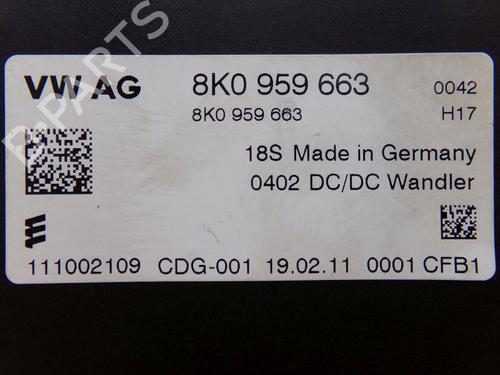 VW AG 8K0 959 663 0042
8K0 959 663 H17
18S Made in Germany
0402 DC/DC Wandler
111002109 CDG-001 19.02.11 0001 CFB1
B-PARTS